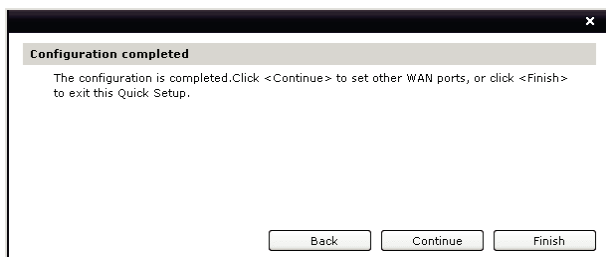 Configuration completed
The configuration is completed.Click <Continue> to set other WAN ports, or click <Finish>
to exit this Quick Setup.
Back Continue Finish